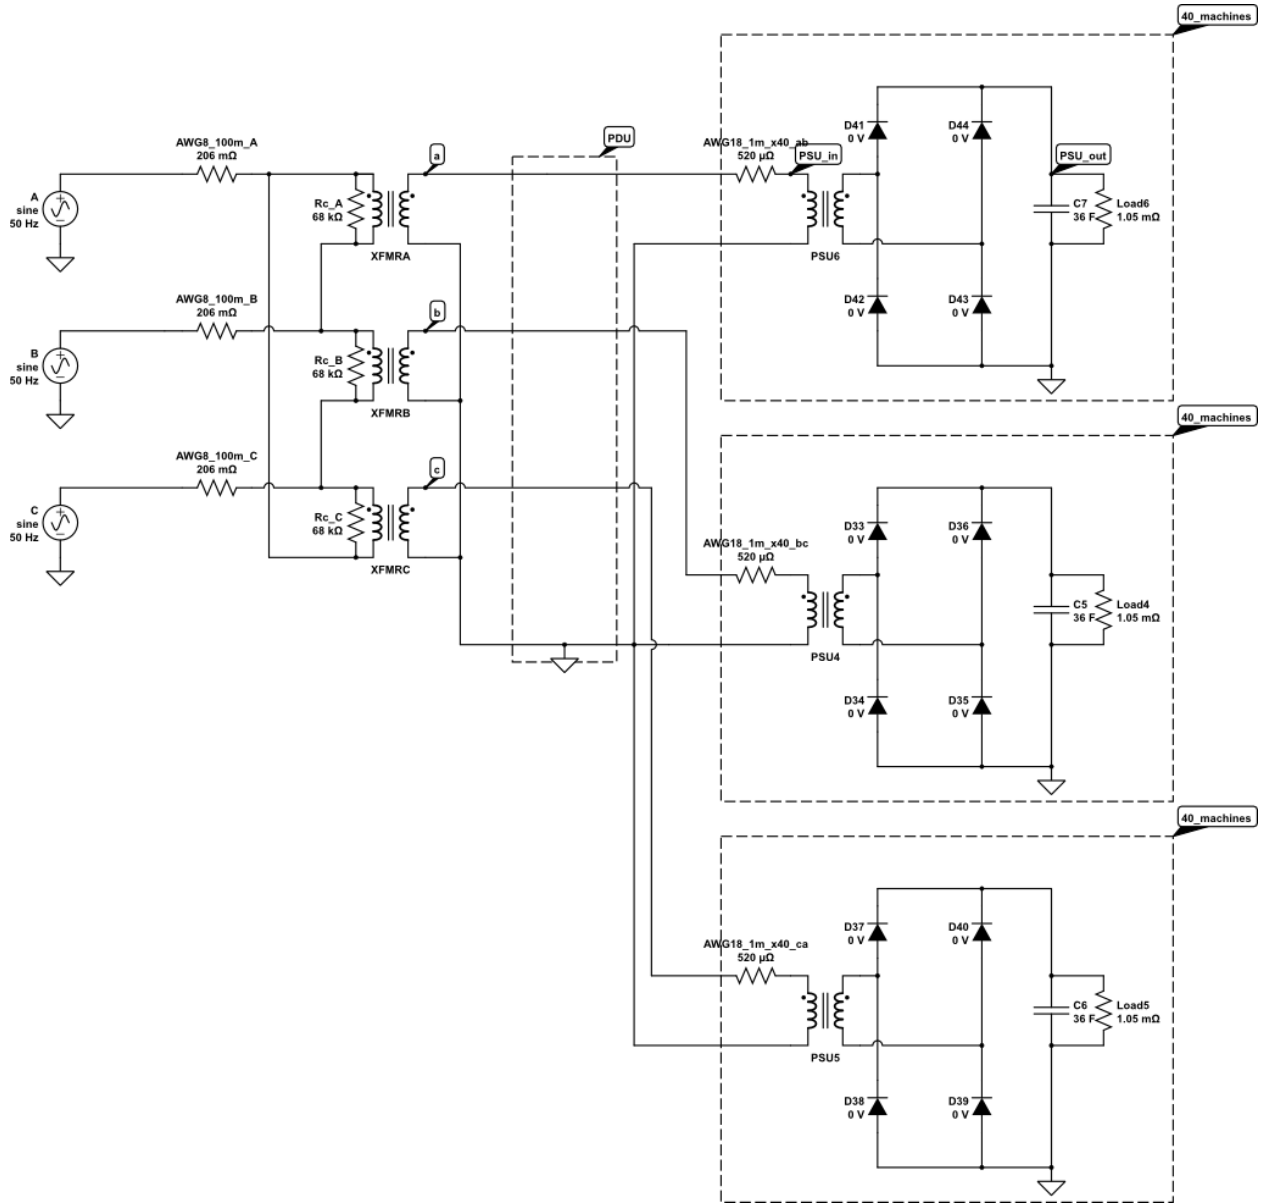 40_machines
AWG8_100m_A
206 mΩ
a
PDU
D41
0 V
D44
0 V
AWG18_1m_x40_ab
520 μΩ
PSU_in
PSU_out
A
sine
50 Hz
Rc_A
68 kΩ
C7
36 F
Load6
1.05 mΩ
XFMRA
PSU6
AWG8_100m_B
206 mΩ
b
D42
0 V
D43
0 V
B
sine
50 Hz
Rc_B
68 kΩ
XFMRB
40_machines
AWG8_100m_C
206 mΩ
c
C
sine
50 Hz
Rc_C
68 kΩ
XFMRC
D33
0 V
D36
0 V
AWG18_1m_x40_bc
520 μΩ
C5
36 F
Load4
1.05 mΩ
PSU4
D34
0 V
D35
0 V
40_machines
D37
0 V
D40
0 V
AWG18_1m_x40_ca
520 μΩ
C6
36 F
Load5
1.05 mΩ
PSU5
D38
0 V
D39
0 V